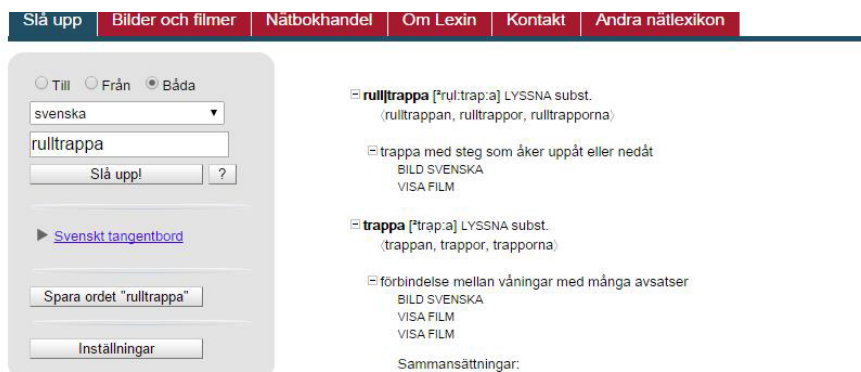 Slå upp Bilder och filmer Nätbokhandel Om Lexin Kontakt Andra nätlexikon
Till Från Båda
svenska
rulltrappa
Slå upp! ?
Svenskt tangentbord
Spara ordet "rulltrappa"
Inställningar
rull|trappa [²rụl:trap:a] LYSSNA subst.
〈rulltrappan, rulltrappor, rulltrapporna〉
trappa med steg som åker uppåt eller nedåt
BILD SVENSKA
VISA FILM
trappa [²trạp:a] LYSSNA subst.
〈trappan, trappor, trapporna〉
förbindelse mellan våningar med många avsatser
BILD SVENSKA
VISA FILM
VISA FILM
Sammansättningar: